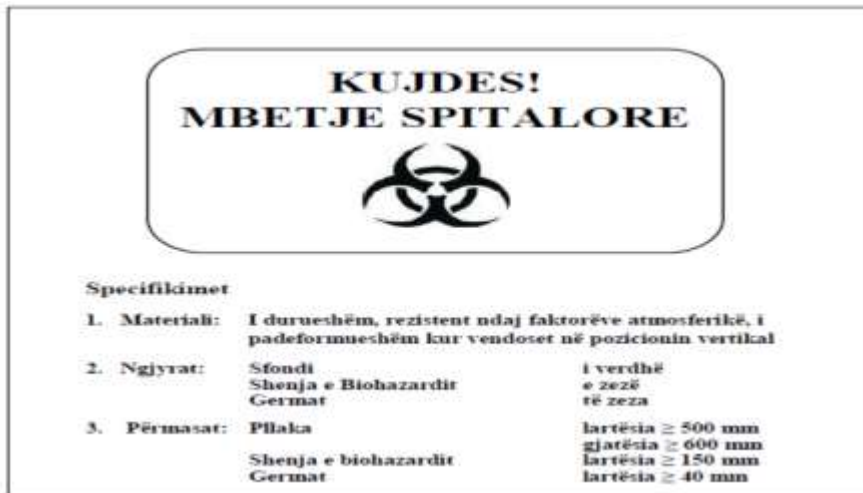 KUJDES!
MBETJE SPITALORE
Specifikimet
1. Materiali: I durueshëm, rezistent ndaj faktorëve atmosferikë, i
padeformueshëm kur vendoset në pozicionin vertikal
2. Ngjyrat: Sfondi i verdhë
Shenja e Biohazardit e zezë
Germat të zeza
3. Përmasat: Pllaka lartësia ≥ 500 mm
gjatësia ≥ 600 mm
Shenja e biohazardit lartësia ≥ 150 mm
Germat lartësia ≥ 40 mm